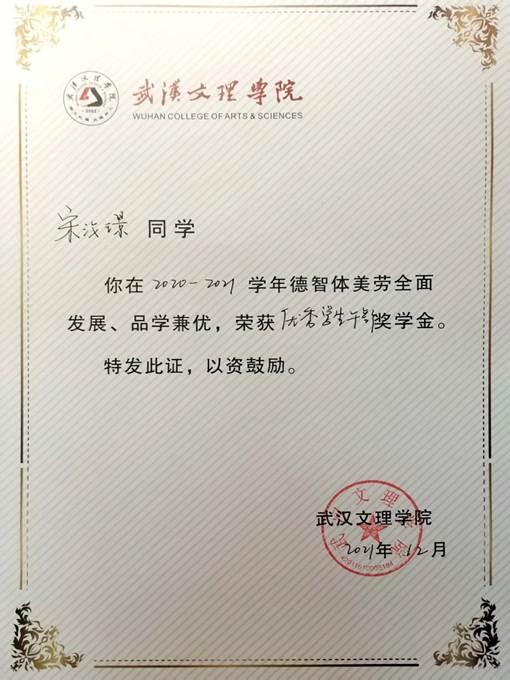 武汉文理学院
WUHAN COLLEGE OF ARTS & SCIENCES
宋 同学
你在 2020-2021 学年德智体美劳全面
发展、品学兼优，荣获优秀学生干部奖学金。
特发此证，以资鼓励。
武汉文理学院
2021年 12月